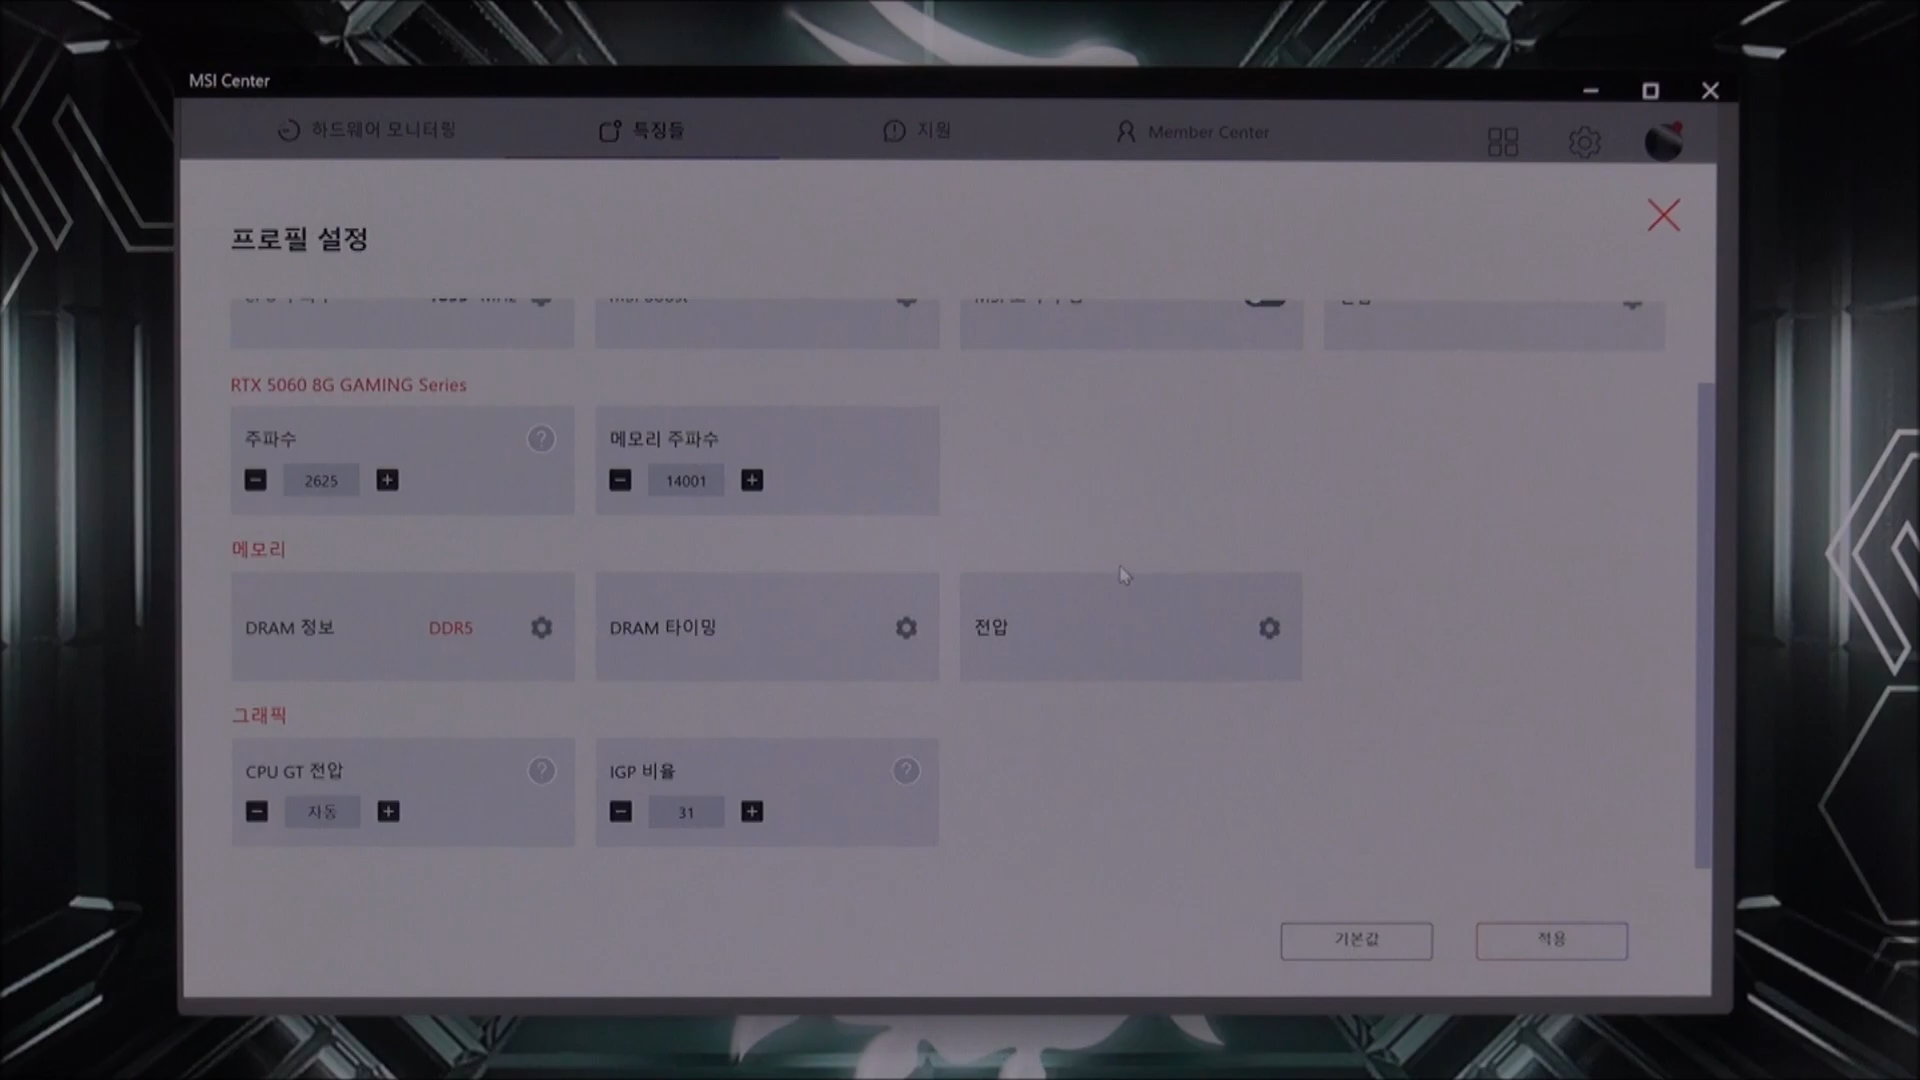 MSI Center
하드웨어 모니터링
특징들
지원
Member Center
프로필 설정
RTX 5060 8G GAMING Series
주파수
2625
메모리 주파수
14001
메모리
DRAM 정보
DDR5
DRAM 타이밍
전압
그래픽
CPU GT 전압
자동
IGP 비율
31
기본값
적용